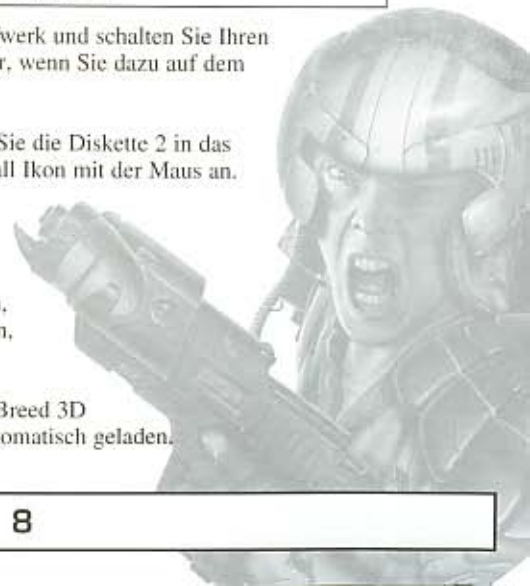 werk und schalten Sie Ihren
r, wenn Sie dazu auf dem
Sie die Diskette 2 in das
all Ikon mit der Maus an.
,
n,
Breed 3D
omatisch geladen.
8